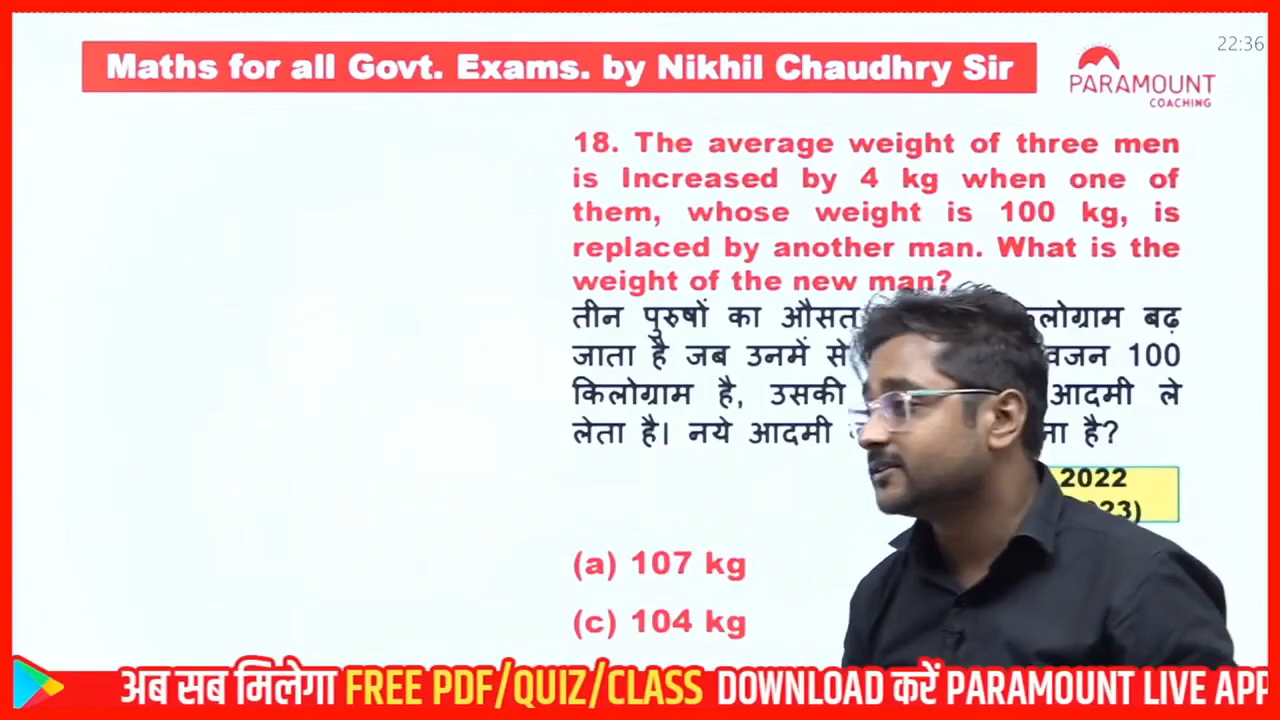 22:36
Maths for all Govt. Exams. by Nikhil Chaudhry Sir
PARAMOUNT
COACHING
18. The average weight of three men
is Increased by 4 kg when one of
them, whose weight is 100 kg, is
replaced by another man. What is the
weight of the new man?
तीन पुरुषों का औसत बढ़
जाता है जब उनमें से वजन 100
किलोग्राम है, उसकी आदमी ले
लेता है। नये आदमी है?
2022
(a) 107 kg
(c) 104 kg
अब सब मिलेगा FREE PDF/QUIZ/CLASS DOWNLOAD करें PARAMOUNT LIVE APP